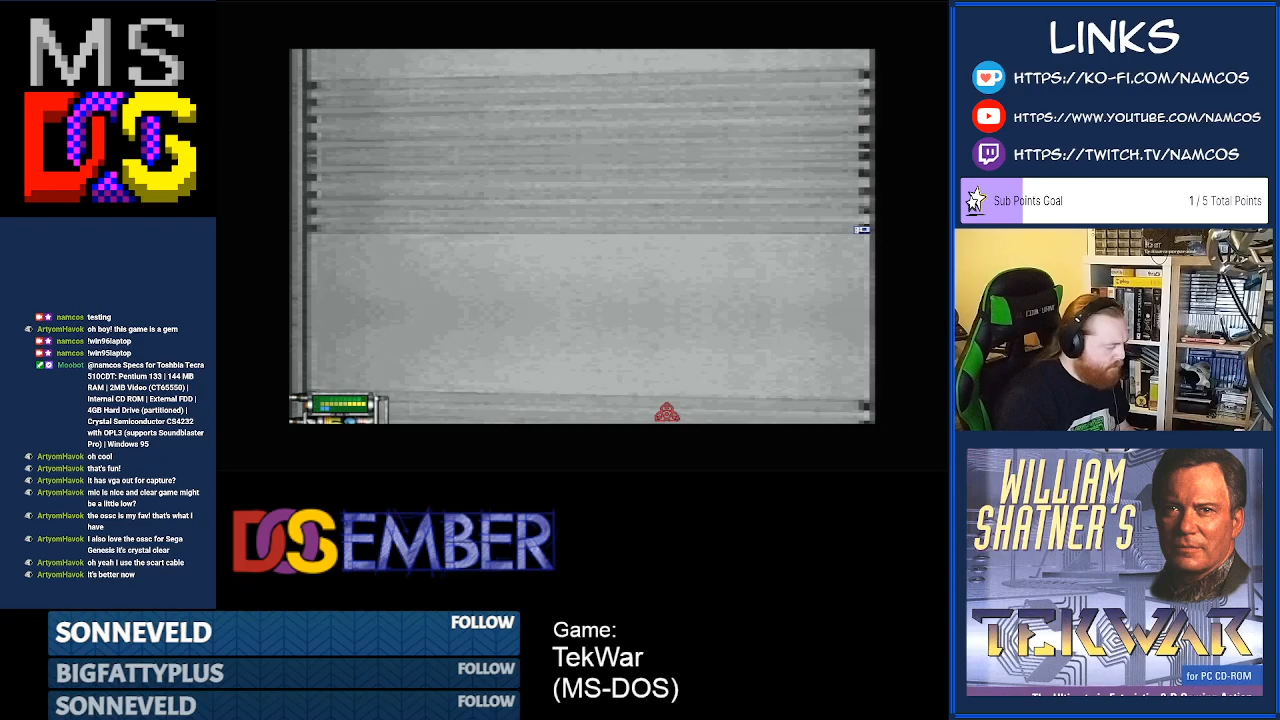 MS
DOS
namcos testing
ArtyomHavok oh boy! this game is a gem
namcos !win96laptop
namcos !win95laptop
Moobot @namcos Specs for Toshbia Tecra
510CDT: Pentium 133 | 144 MB
RAM | 2MB Video (CT65550) |
Internal CD ROM | External FDD |
4GB Hard Drive (partitioned) |
Crystal Semiconductor CS4232
with OPL3 (supports Soundblaster
Pro) | Windows 95
ArtyomHavok oh cool
ArtyomHavok that's fun!
ArtyomHavok It has vga out for capture?
ArtyomHavok mic is nice and clear game might
be a little low?
ArtyomHavok the ossc is my fav! that's what I
have
ArtyomHavok I also love the ossc for Sega
Genesis it's crystal clear
ArtyomHavok oh yeah I use the scart cable
ArtyomHavok It's better now
DOSEMBER
SONNEVELD FOLLOW
BIGFATTYPLUS FOLLOW
SONNEVELD FOLLOW
Game:
TekWar
(MS-DOS)
LINKS
HTTPS://KO-FI.COM/NAMCOS
HTTPS://WWW.YOUTUBE.COM/NAMCOS
HTTPS://TWITCH.TV/NAMCOS
Sub Points Goal 1 / 5 Total Points
WILLIAM
SHATNER'S
TEKWAR
for PC CD-ROM